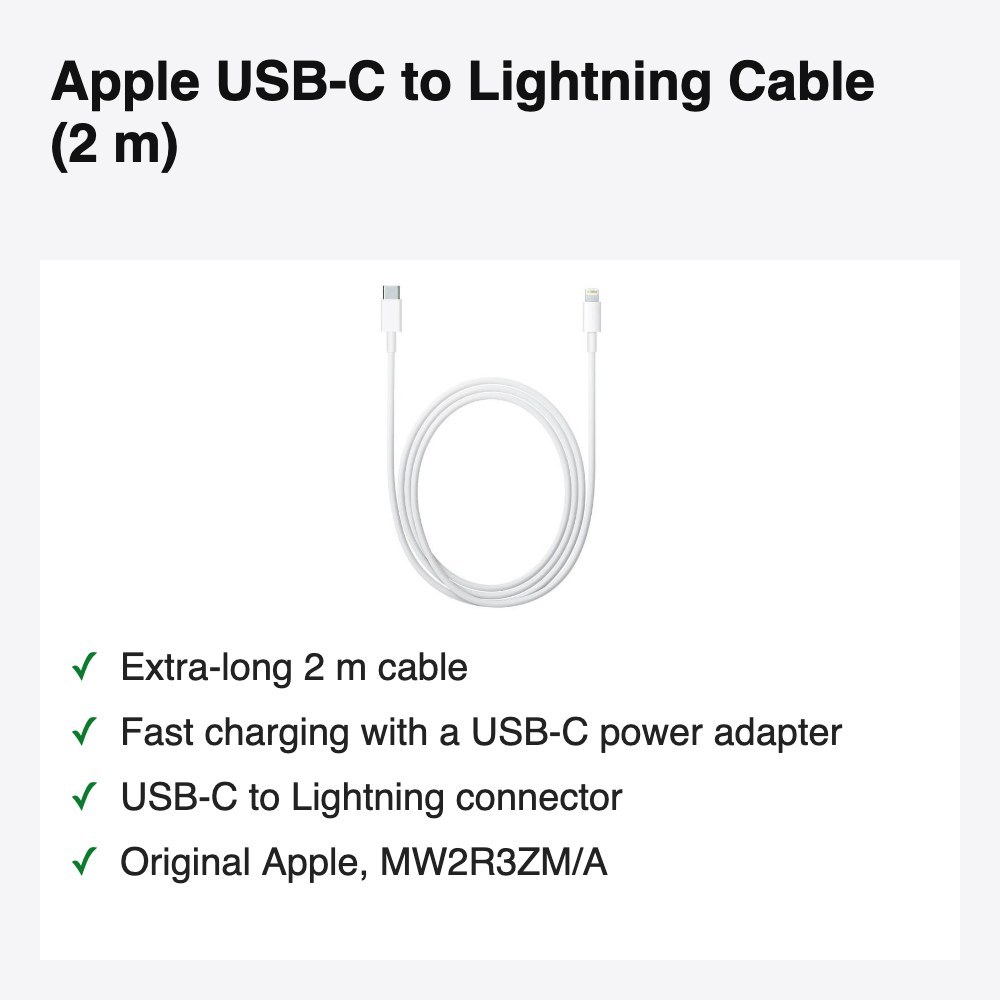 Apple USB-C to Lightning Cable
(2 m)
✓ Extra-long 2 m cable
✓ Fast charging with a USB-C power adapter
✓ USB-C to Lightning connector
✓ Original Apple, MW2R3ZM/A